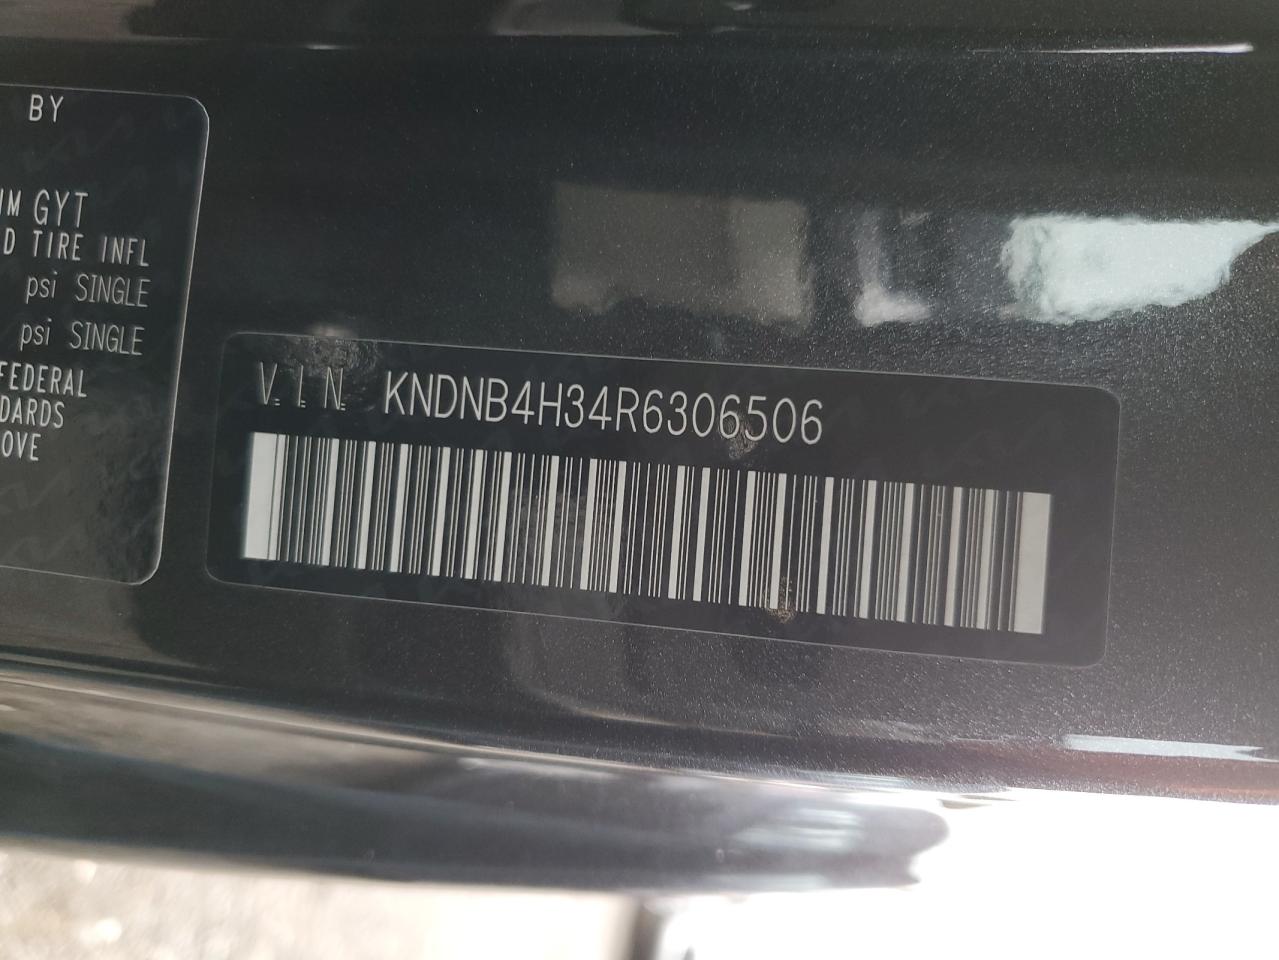 BY
IM GYT
D TIRE INFL
psi SINGLE
psi SINGLE
FEDERAL
DARDS
OVE
V.I.N. KNDNB4H34R6306506